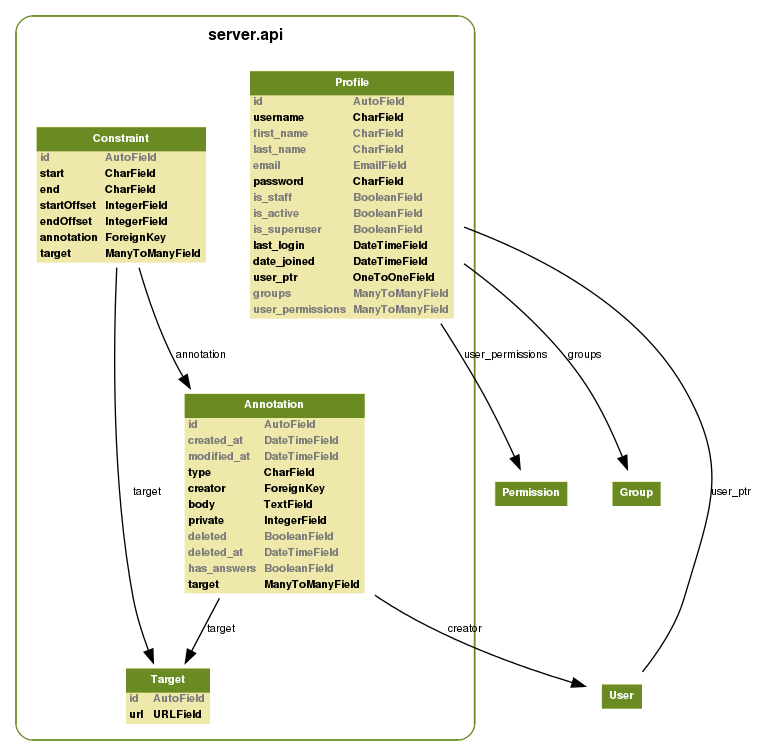 server.api
Profile
id AutoField
username CharField
first_name CharField
last_name CharField
email EmailField
password CharField
is_staff BooleanField
is_active BooleanField
is_superuser BooleanField
last_login DateTimeField
date_joined DateTimeField
user_ptr OneToOneField
groups ManyToManyField
user_permissions ManyToManyField
Constraint
id AutoField
start CharField
end CharField
startOffset IntegerField
endOffset IntegerField
annotation ForeignKey
target ManyToManyField
annotation
user_permissions
groups
Annotation
id AutoField
created_at DateTimeField
modified_at DateTimeField
type CharField
creator ForeignKey
body TextField
private IntegerField
deleted BooleanField
deleted_at DateTimeField
has_answers BooleanField
target ManyToManyField
Permission
Group
target
user_ptr
target
creator
Target
id AutoField
url URLField
User